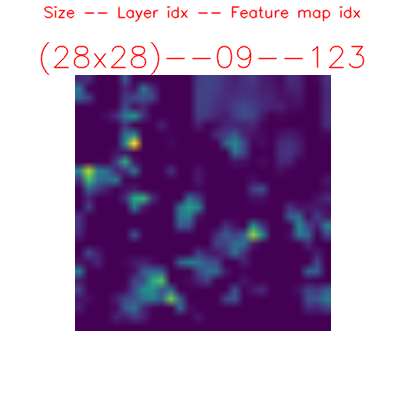 Size -- Layer idx -- Feature map idx
(28x28)--09--123